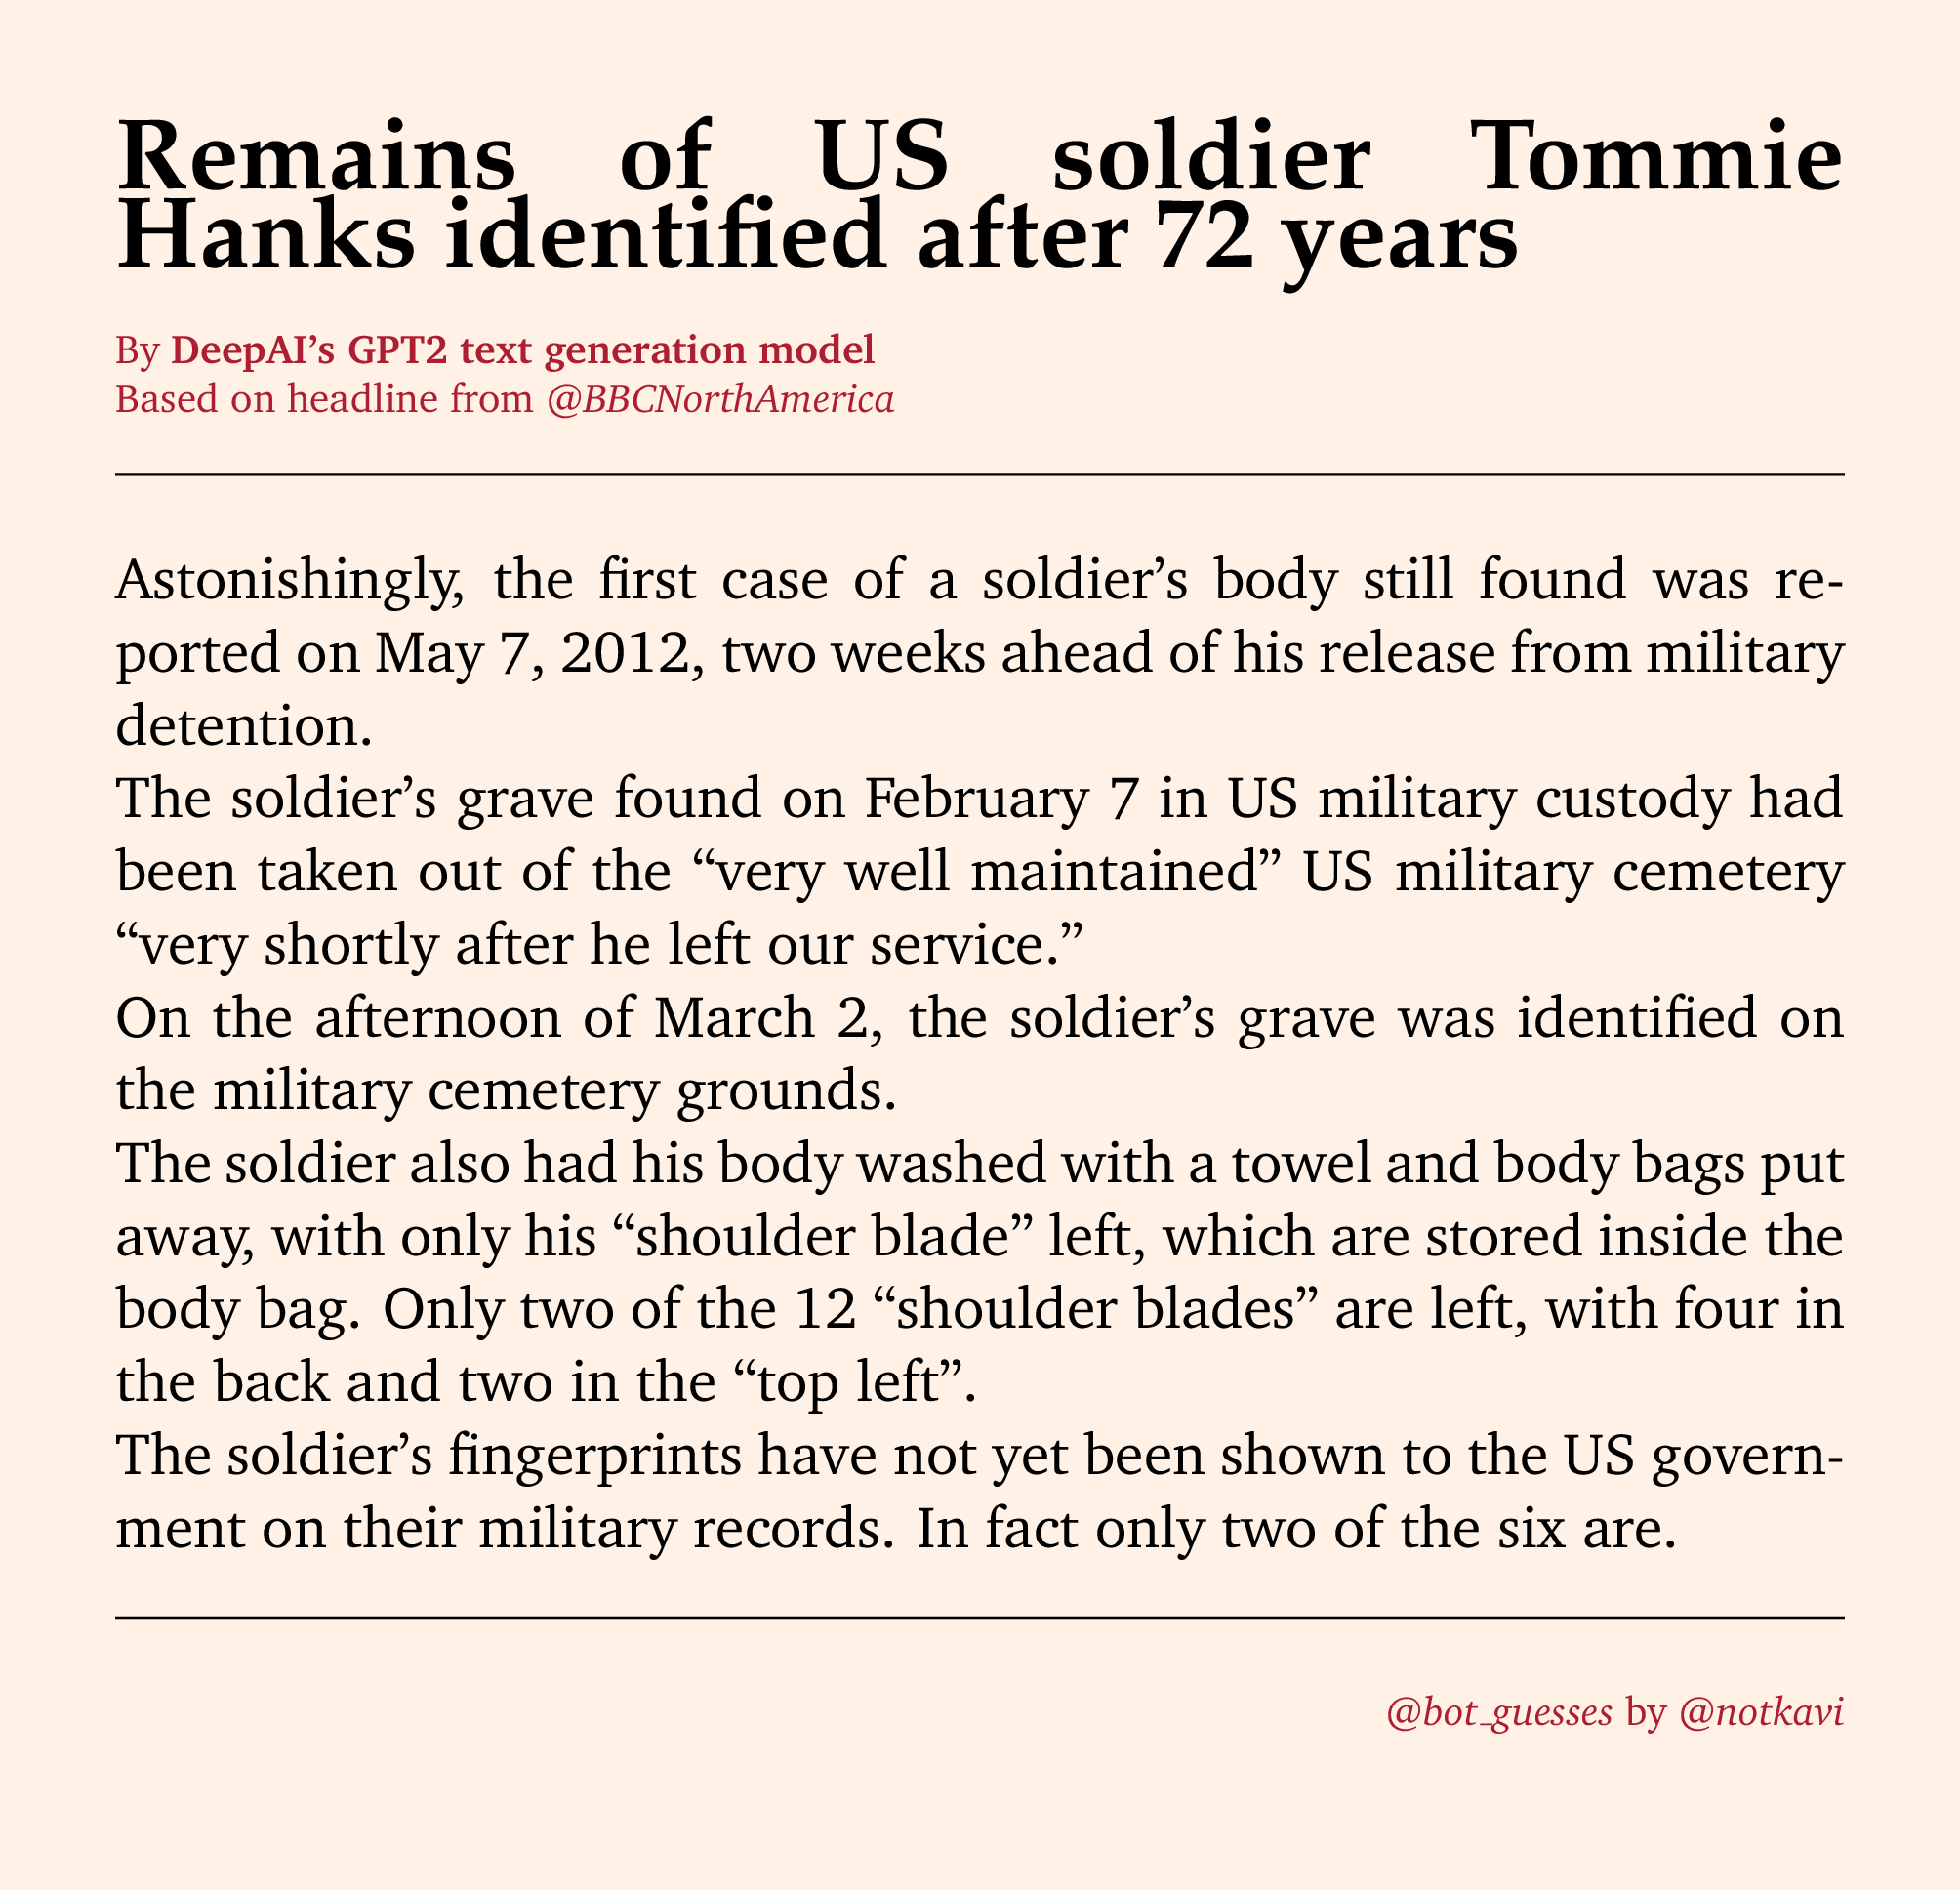 Remains of US soldier Tommie
Hanks identified after 72 years
By DeepAI’s GPT2 text generation model
Based on headline from @BBCNorthAmerica
Astonishingly, the first case of a soldier’s body still found was re-
ported on May 7, 2012, two weeks ahead of his release from military
detention.
The soldier’s grave found on February 7 in US military custody had
been taken out of the “very well maintained” US military cemetery
“very shortly after he left our service.”
On the afternoon of March 2, the soldier’s grave was identified on
the military cemetery grounds.
The soldier also had his body washed with a towel and body bags put
away, with only his “shoulder blade” left, which are stored inside the
body bag. Only two of the 12 “shoulder blades” are left, with four in
the back and two in the “top left”.
The soldier’s fingerprints have not yet been shown to the US govern-
ment on their military records. In fact only two of the six are.
@bot_guesses by @notkavi